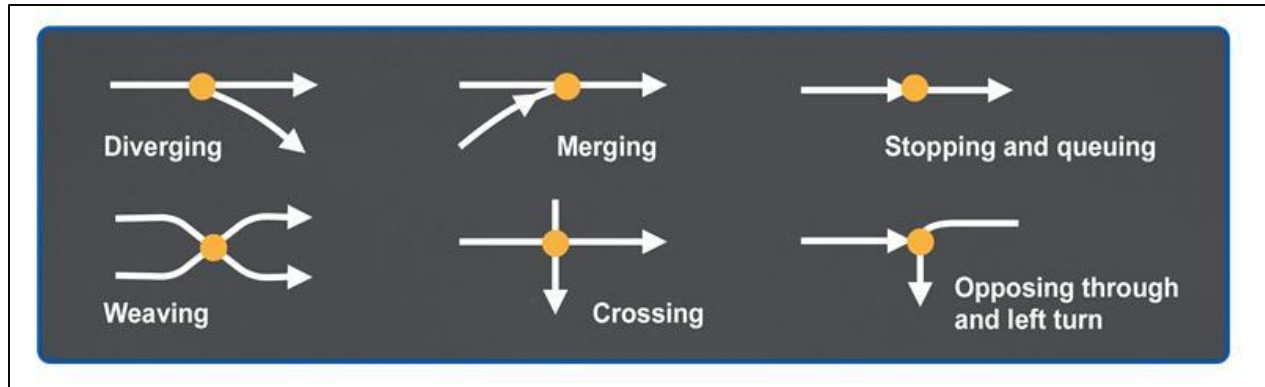 Diverging
Merging
Stopping and queuing
Weaving
Crossing
Opposing through
and left turn